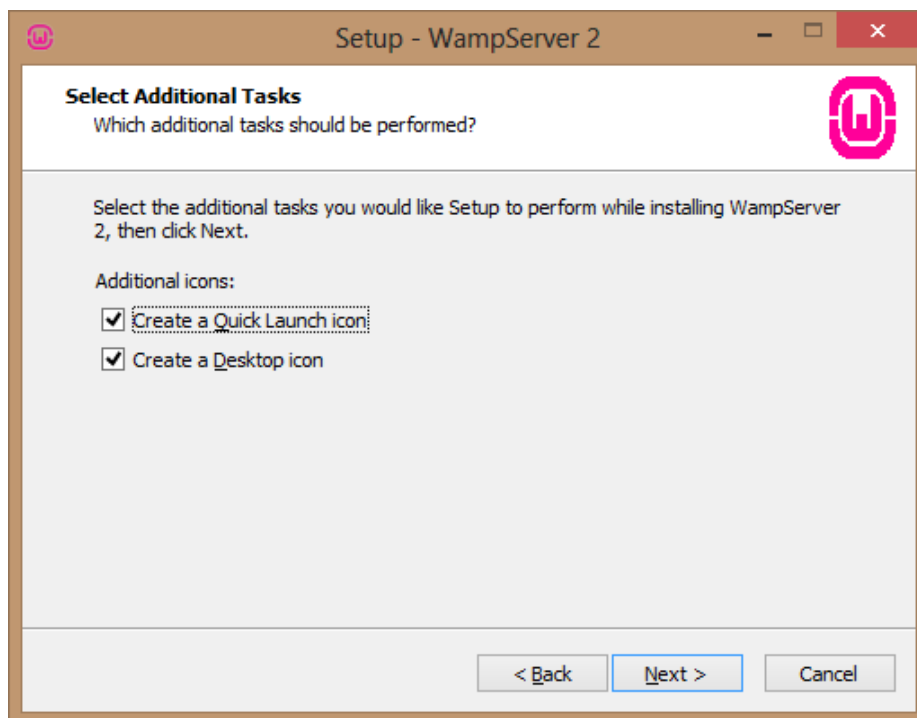 Setup - WampServer 2
Select Additional Tasks
Which additional tasks should be performed?
Select the additional tasks you would like Setup to perform while installing WampServer
2, then click Next.
Additional icons:
Create a Quick Launch icon
Create a Desktop icon
< Back Next > Cancel